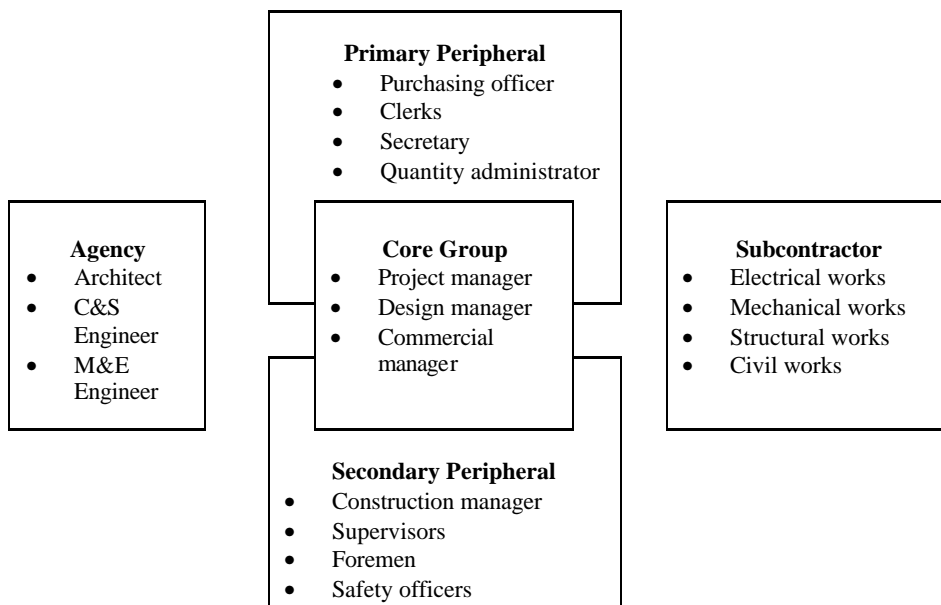 Primary Peripheral
• Purchasing officer
• Clerks
• Secretary
• Quantity administrator
Agency
• Architect
• C&S
Engineer
• M&E
Engineer
Core Group
• Project manager
• Design manager
• Commercial
manager
Subcontractor
• Electrical works
• Mechanical works
• Structural works
• Civil works
Secondary Peripheral
• Construction manager
• Supervisors
• Foremen
• Safety officers